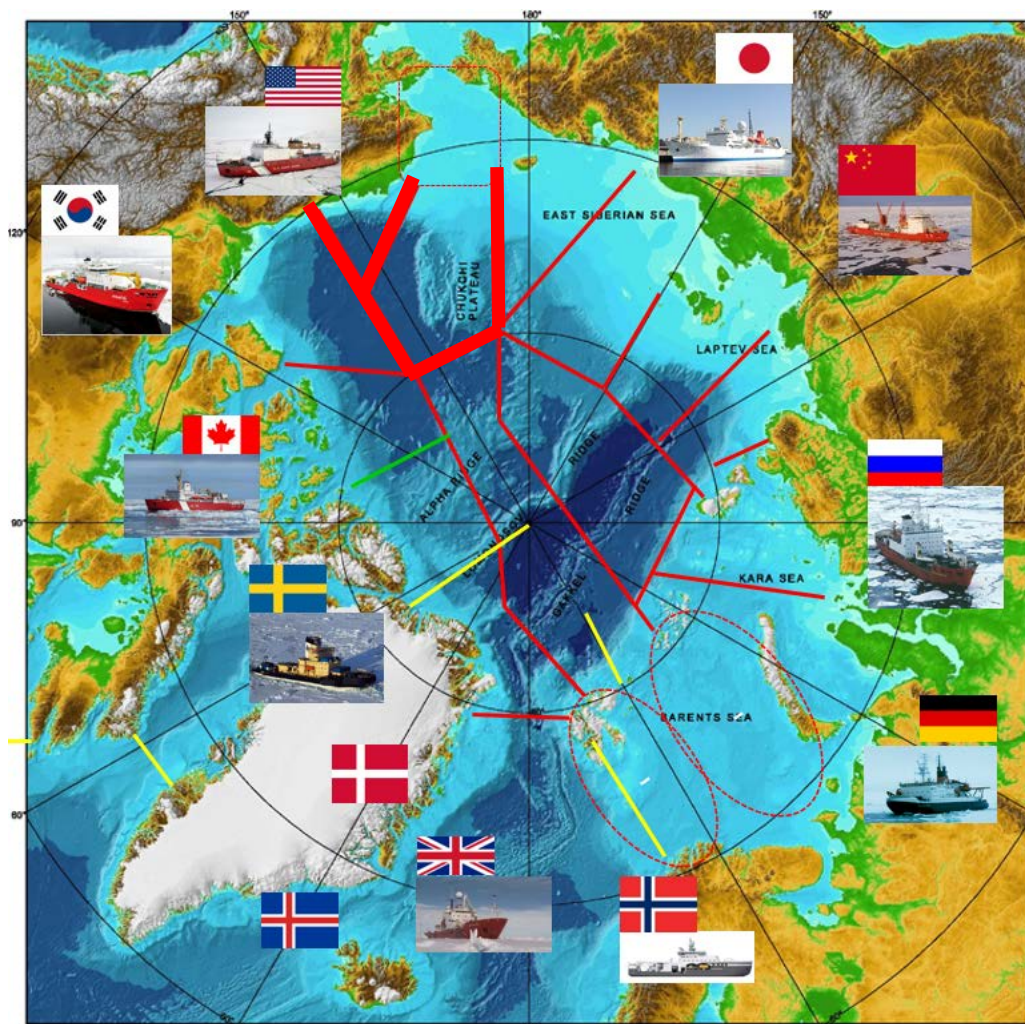 150°
180°
150°
120°
EAST SIBERIAN SEA
CHUKCHI
PLATEAU
LAPTEV SEA
RIDGE
ALPHA RIDGE
RIDGE
90°
KARA SEA
GAKKEL
BARENTS SEA
60°